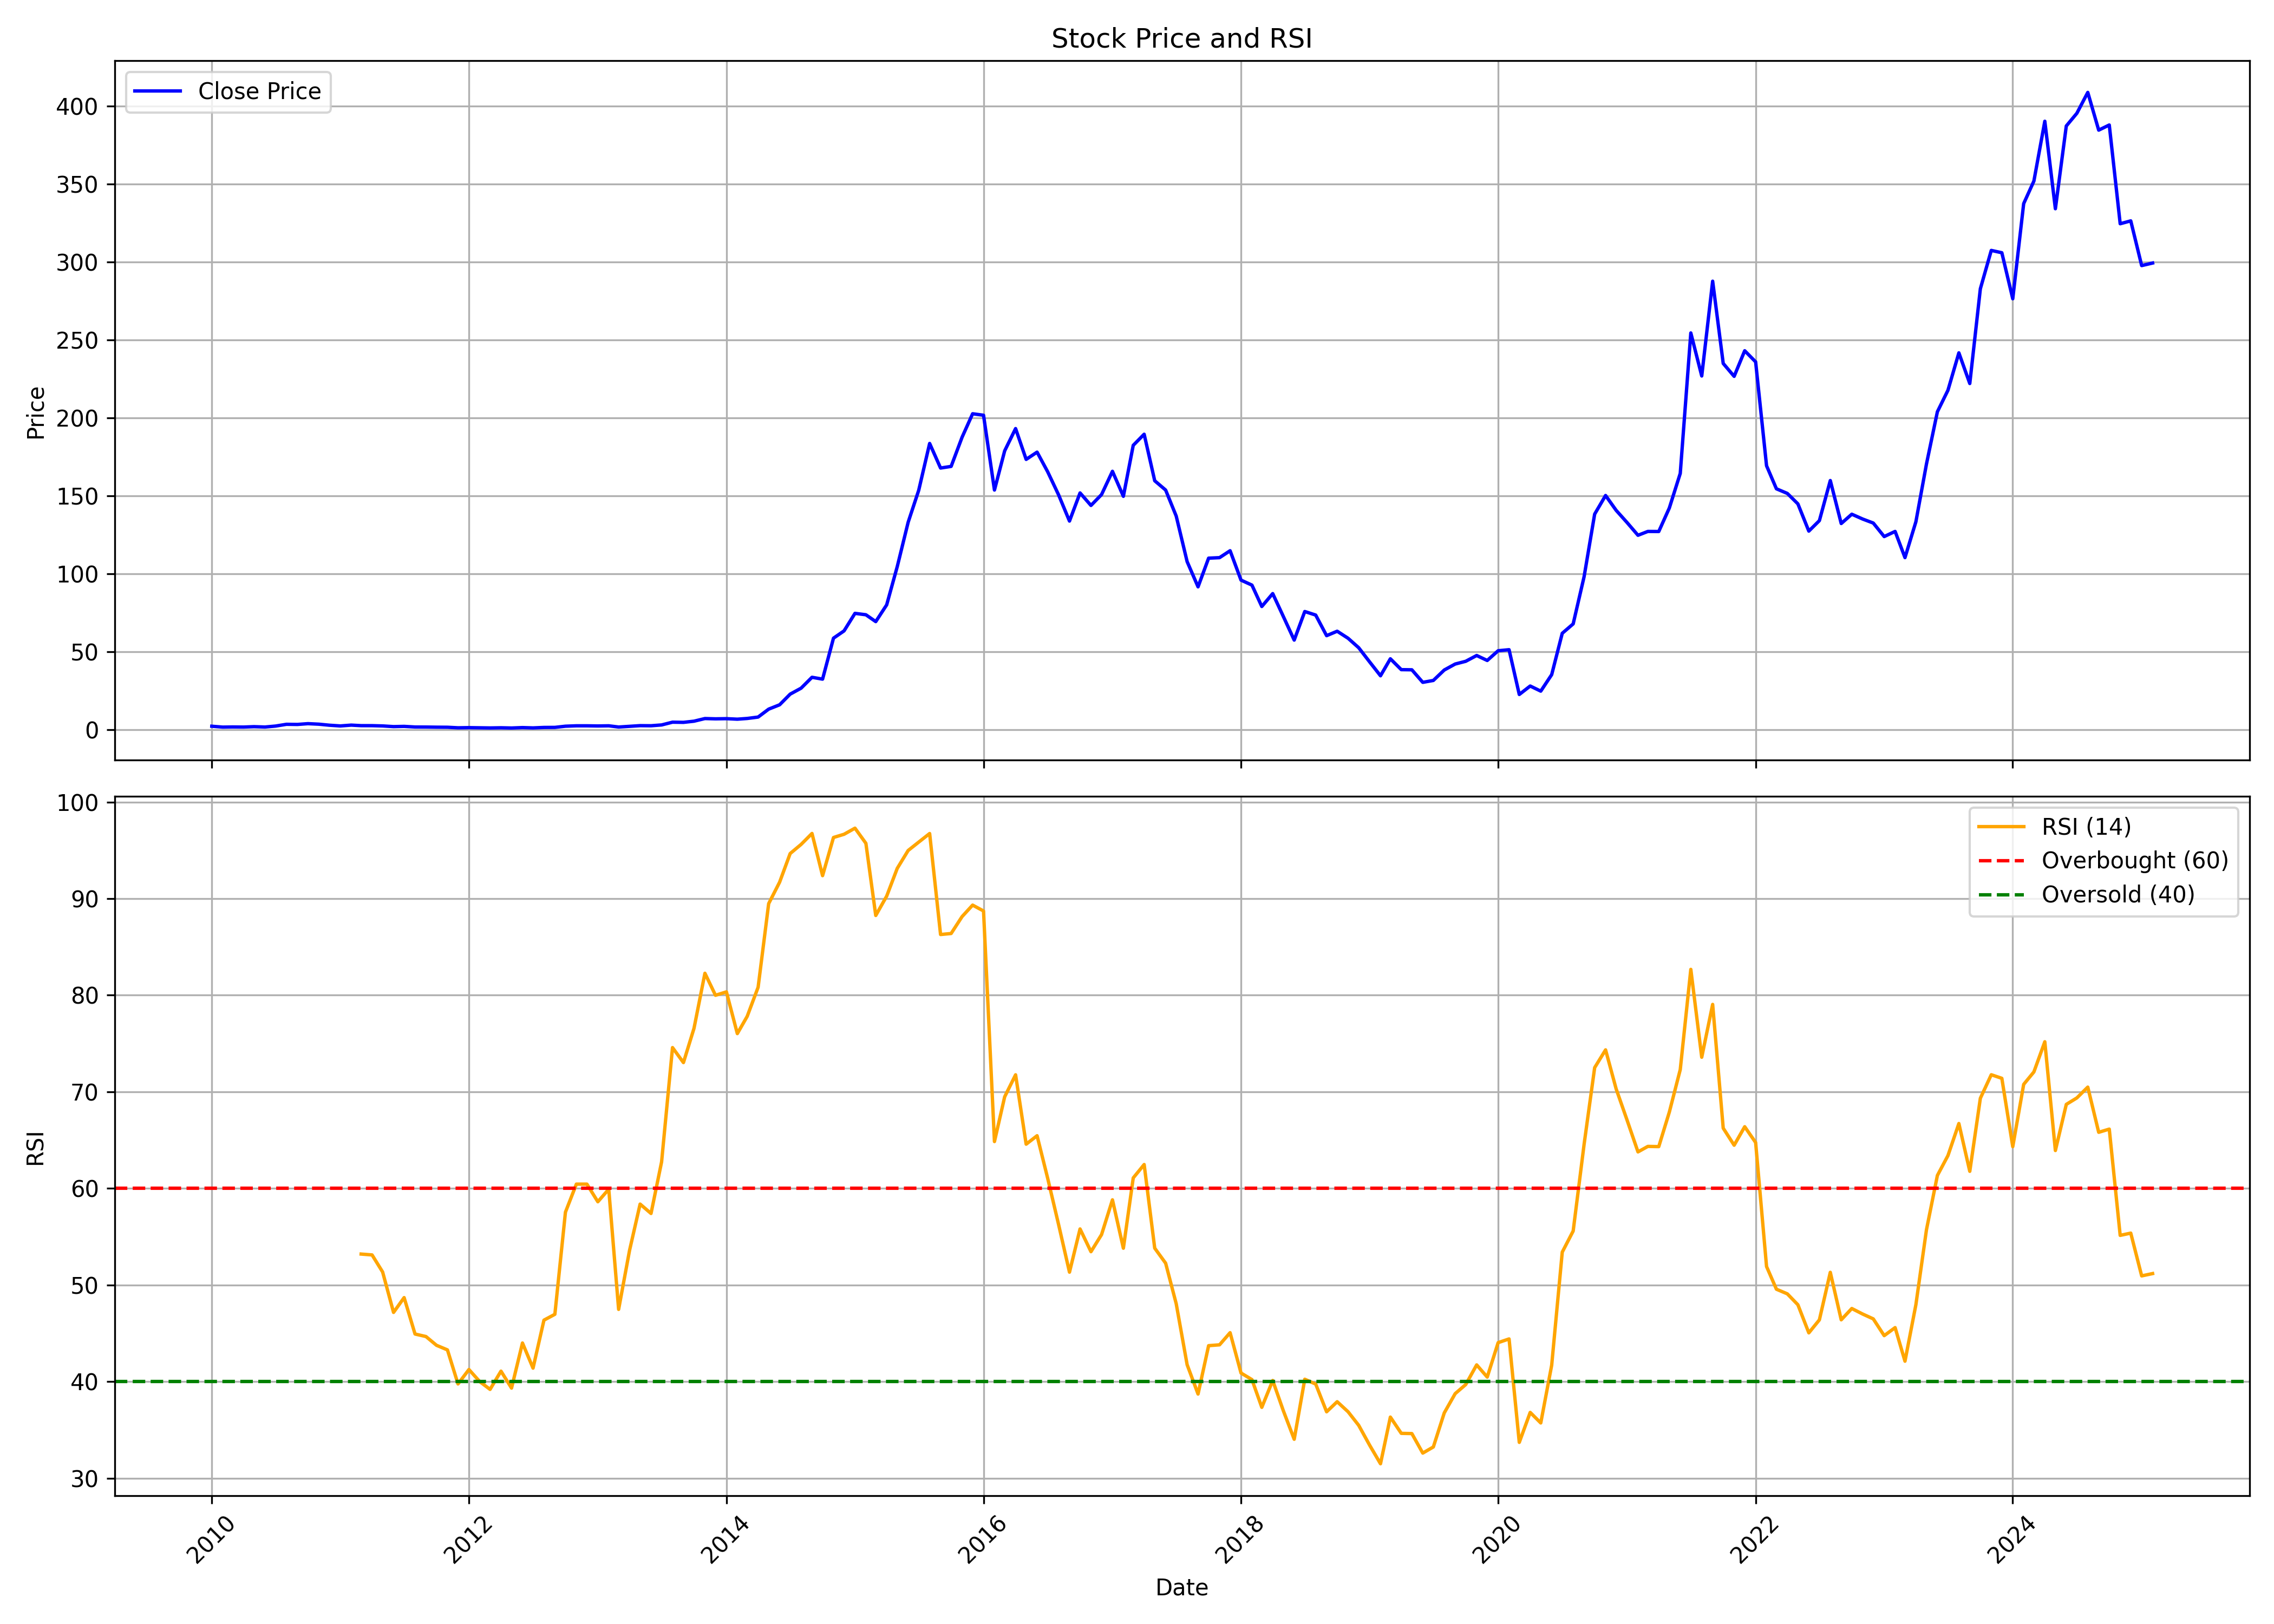 Stock Price and RSI
Close Price
400
350
300
250
200
150
100
50
0
Price
100
90
80
70
60
50
40
30
RSI
RSI (14)
Overbought (60)
Oversold (40)
2010 2012 2014 2016 2018 2020 2022 2024
Date